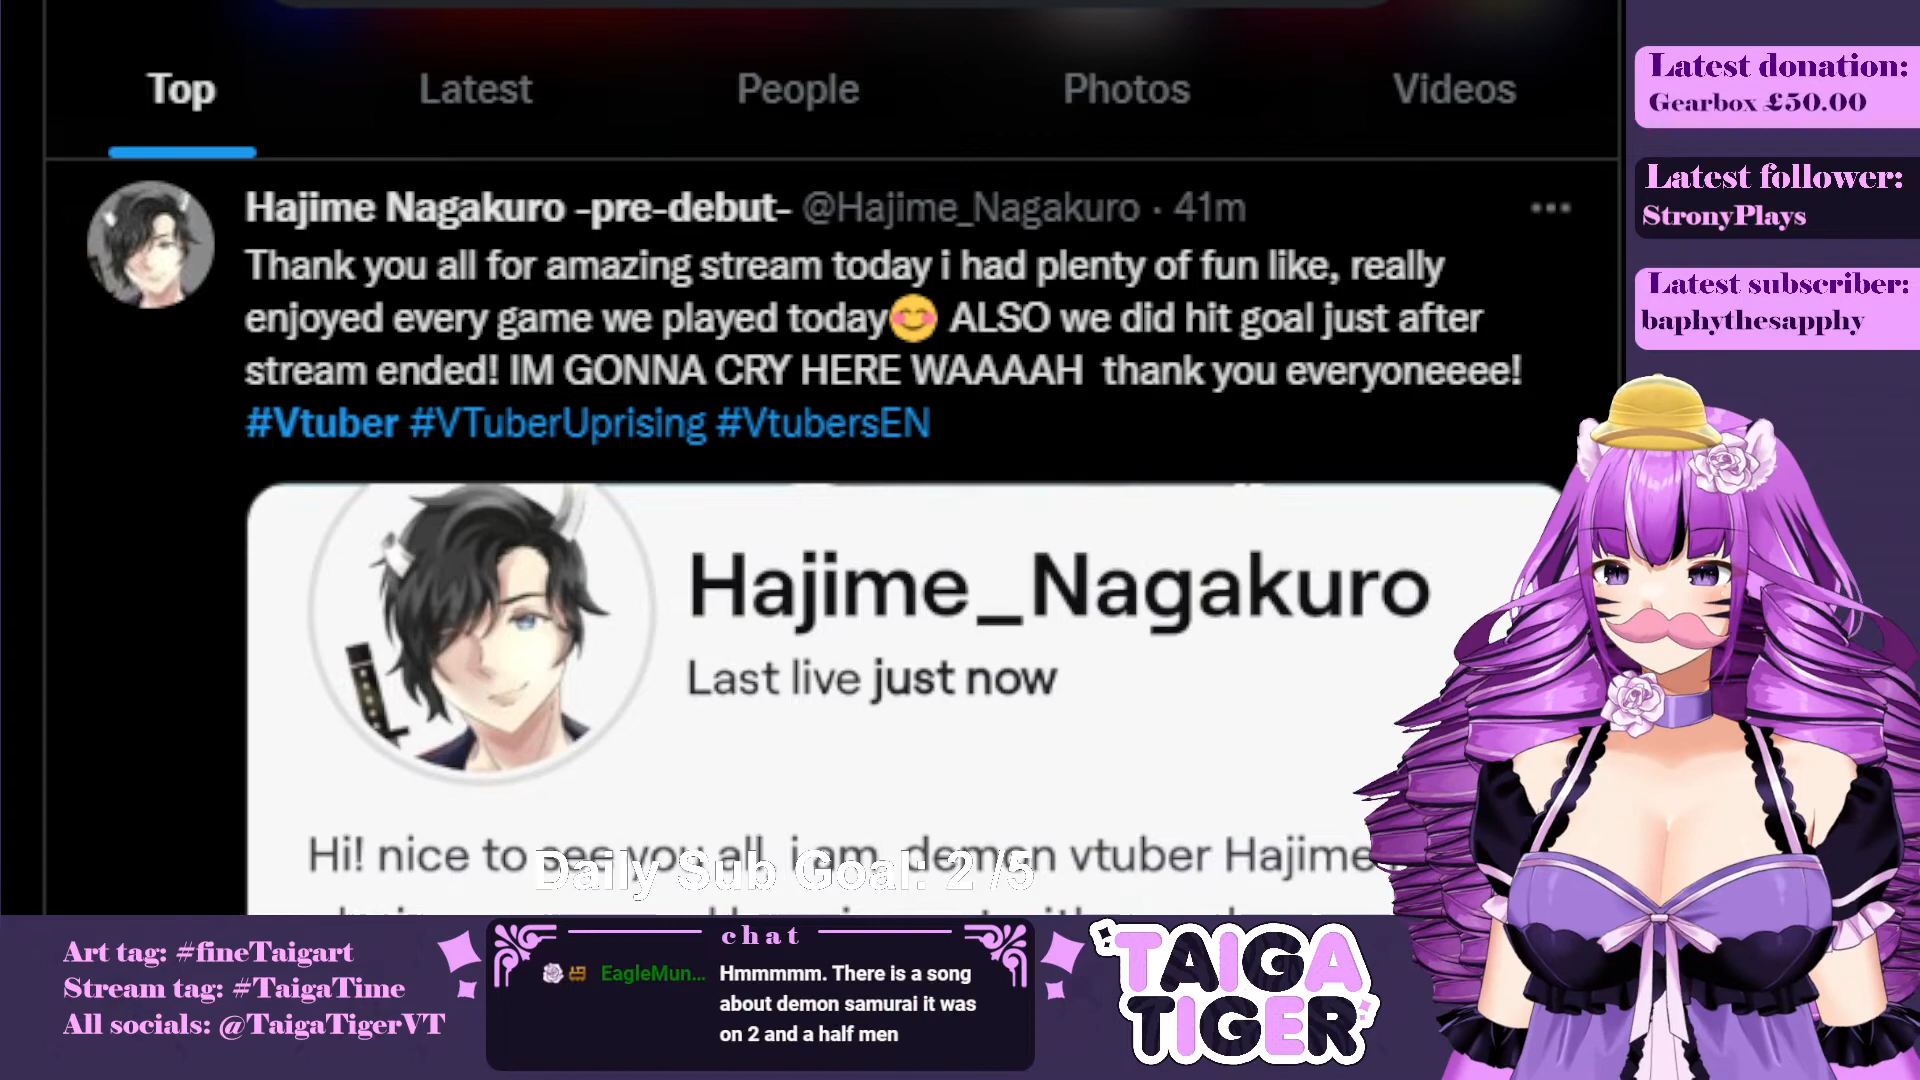 Top Latest People Photos Videos
Hajime Nagakuro -pre-debut- @Hajime_Nagakuro · 41m
Thank you all for amazing stream today i had plenty of fun like, really
enjoyed every game we played today😊 ALSO we did hit goal just after
stream ended! IM GONNA CRY HERE WAAAAH thank you everyoneeee!
#Vtuber #VTuberUprising #VtubersEN
Hajime_Nagakuro
Last live just now
Hi! nice to see you all, i am, demon vtuber Hajime
Daily Sub Goal: 2 /5
Latest donation:
Gearbox £50.00
Latest follower:
StronyPlays
Latest subscriber:
baphythesapphy
Art tag: #fineTaigart
Stream tag: #TaigaTime
All socials: @TaigaTigerVT
chat
EagleMun... Hmmmmm. There is a song
about demon samurai it was
on 2 and a half men
TAIGA
TIGER